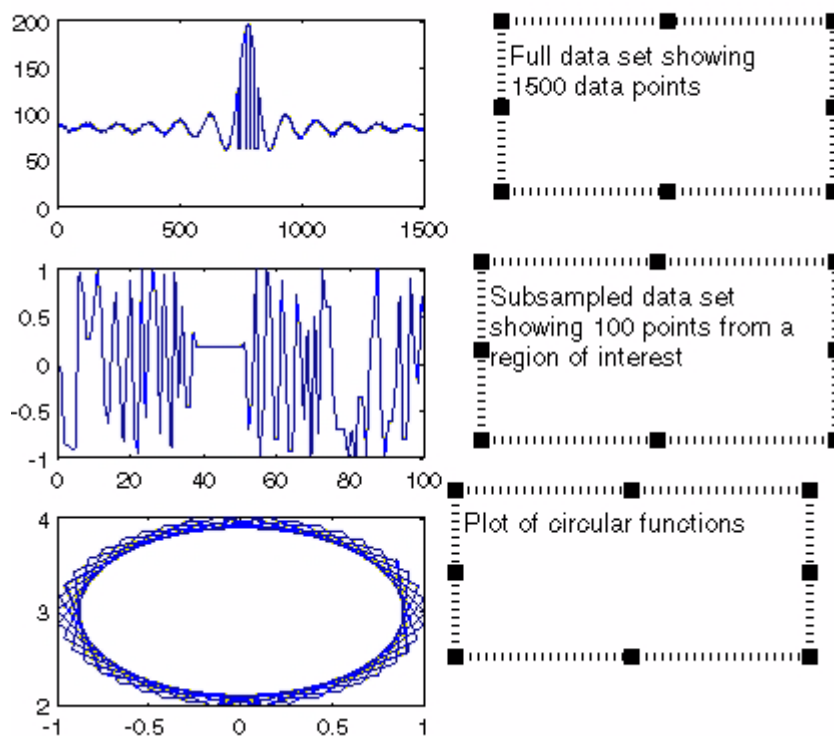 200
150
100
50
0
0 500 1000 1500
Full data set showing
1500 data points
1
0.5
0
-0.5
-1
0 20 40 60 80 100
Subsampled data set
showing 100 points from a
region of interest
4
3
2
-1 -0.5 0 0.5 1
Plot of circular functions